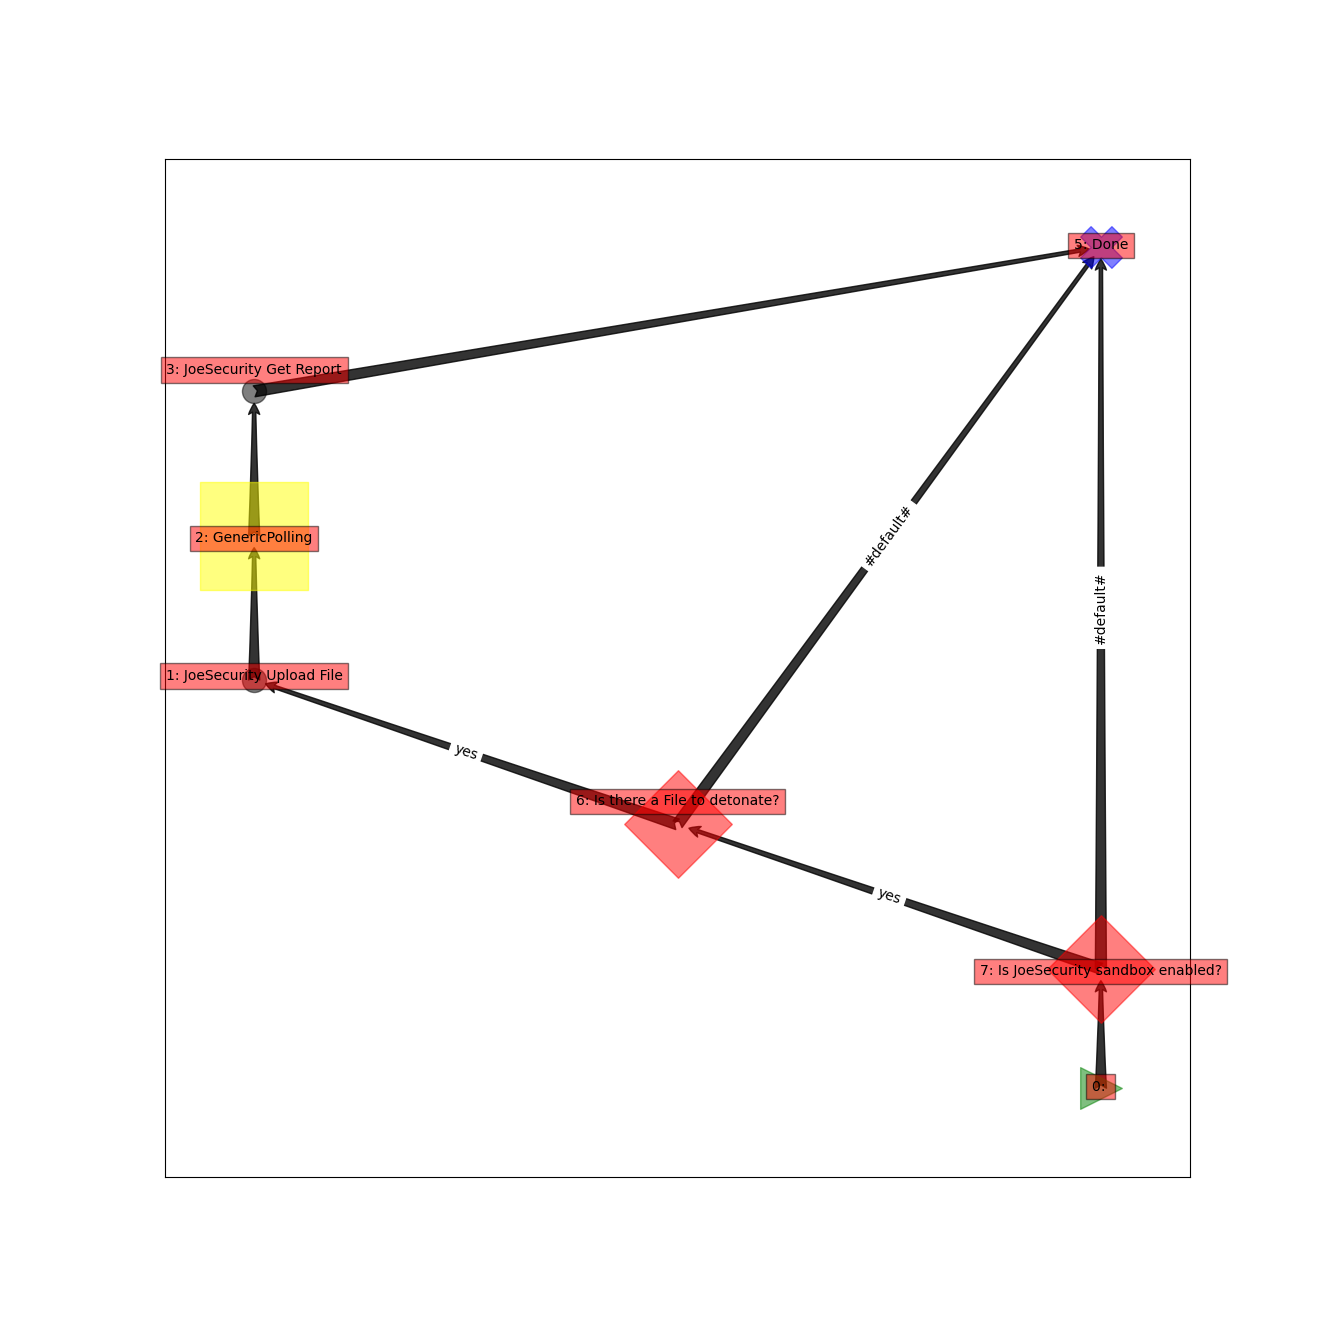 5: Done
3: JoeSecurity Get Report
#default#
2: GenericPolling
#default#
1: JoeSecurity Upload File
yes
6: Is there a File to detonate?
yes
7: Is JoeSecurity sandbox enabled?
0: